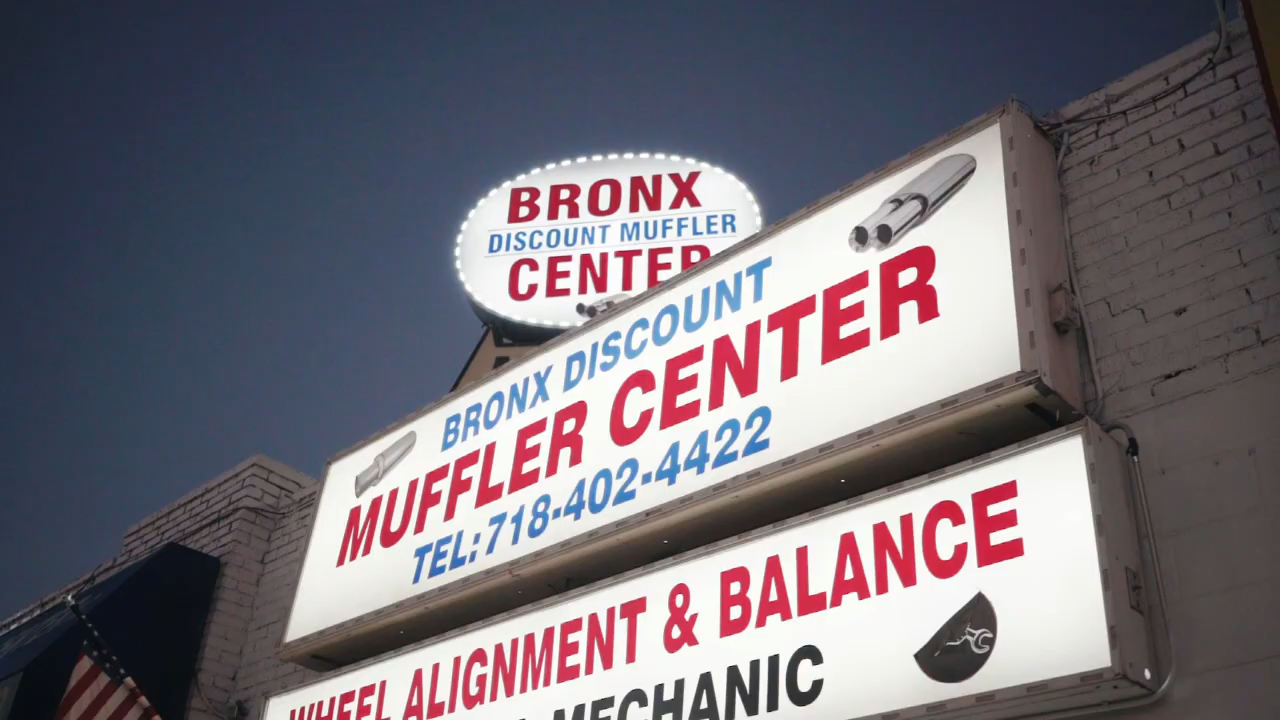 BRONX
DISCOUNT MUFFLER
CENTER
BRONX DISCOUNT
MUFFLER CENTER
TEL: 718-402-4422
WHEEL ALIGNMENT & BALANCE
MECHANIC